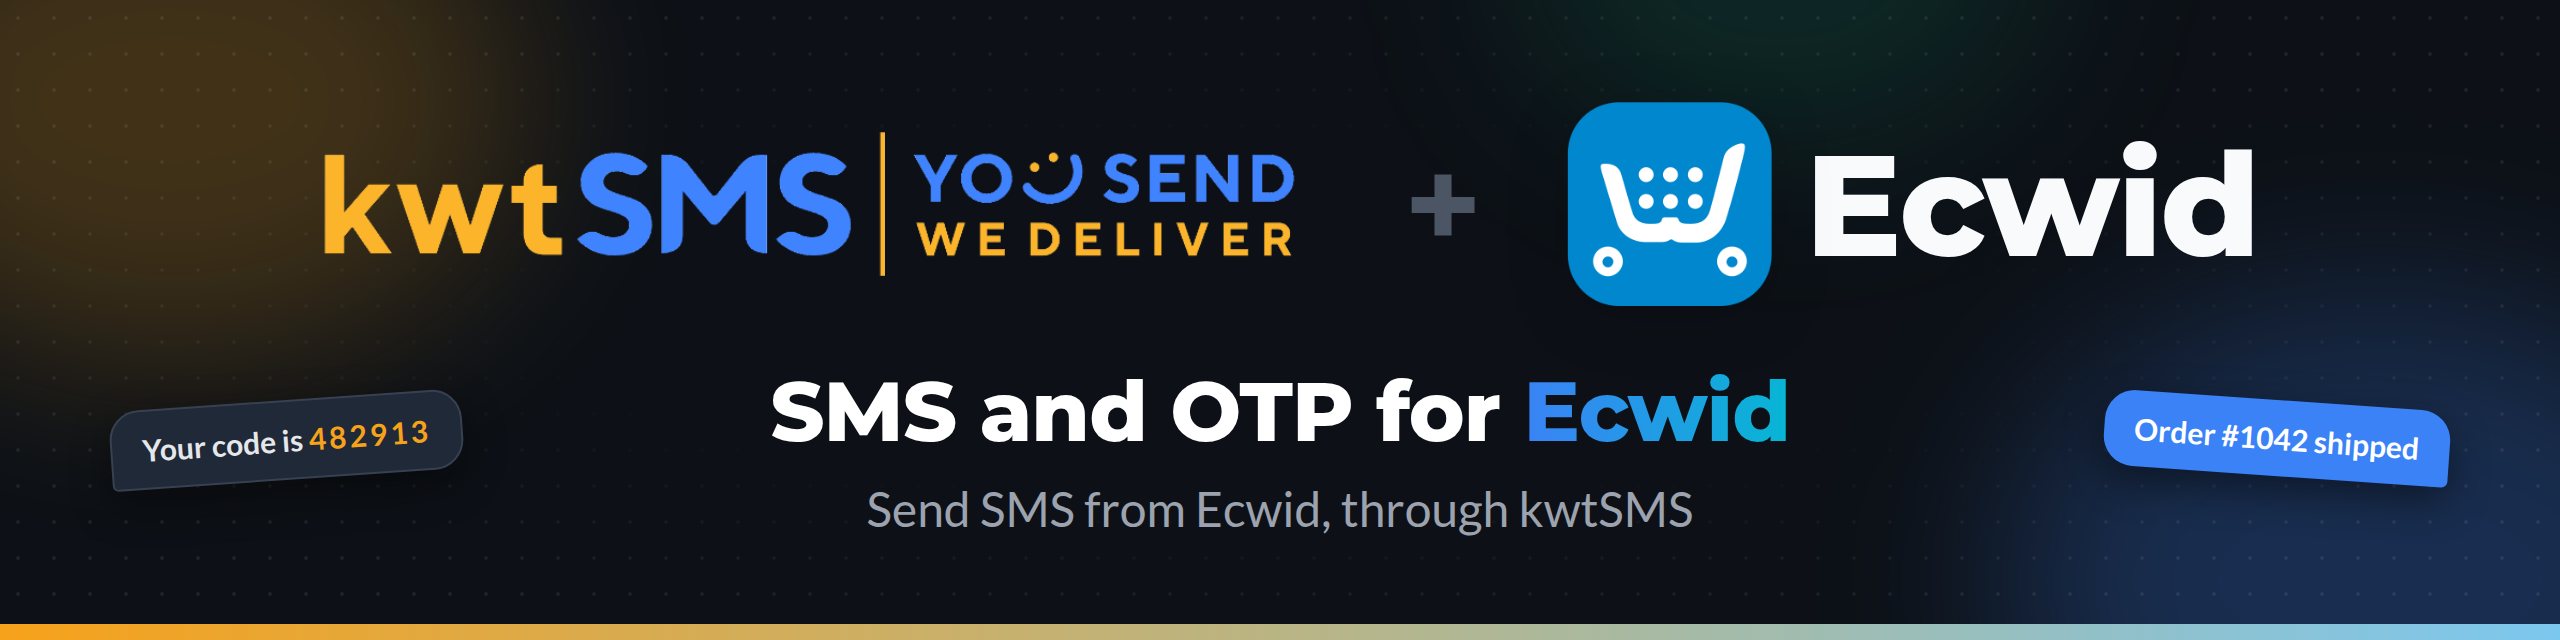 kwtSMS
YOU SEND
WE DELIVER
+
Ecwid
SMS and OTP for Ecwid
Send SMS from Ecwid, through kwtSMS
Your code is 482913
Order #1042 shipped